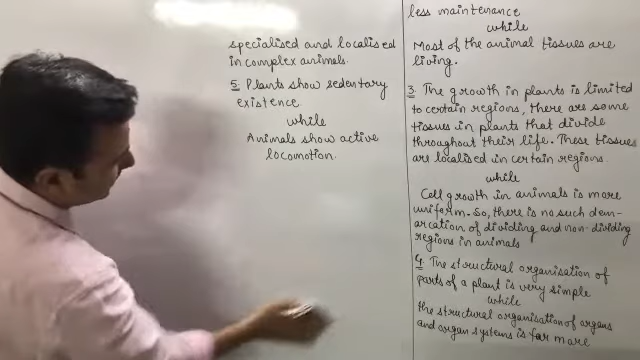 less maintenance
while
Most of the animal tissues are
living.
3. The growth in plants is limited
to certain regions, there are some
tissues in plants that divide
throughout their life. These tissues
are localised in certain regions.
while
Cell growth in animals is more
uniform. So, there is no such dem-
arcation of dividing and non-dividing
regions in animals
4. The structural organisation of
parts of a plant is very simple
while
the structural organisation of organs
and organ systems is far more
specialised and localised
in complex animals.
5. Plants show sedentary
existence
while
Animals show active
locomotion.